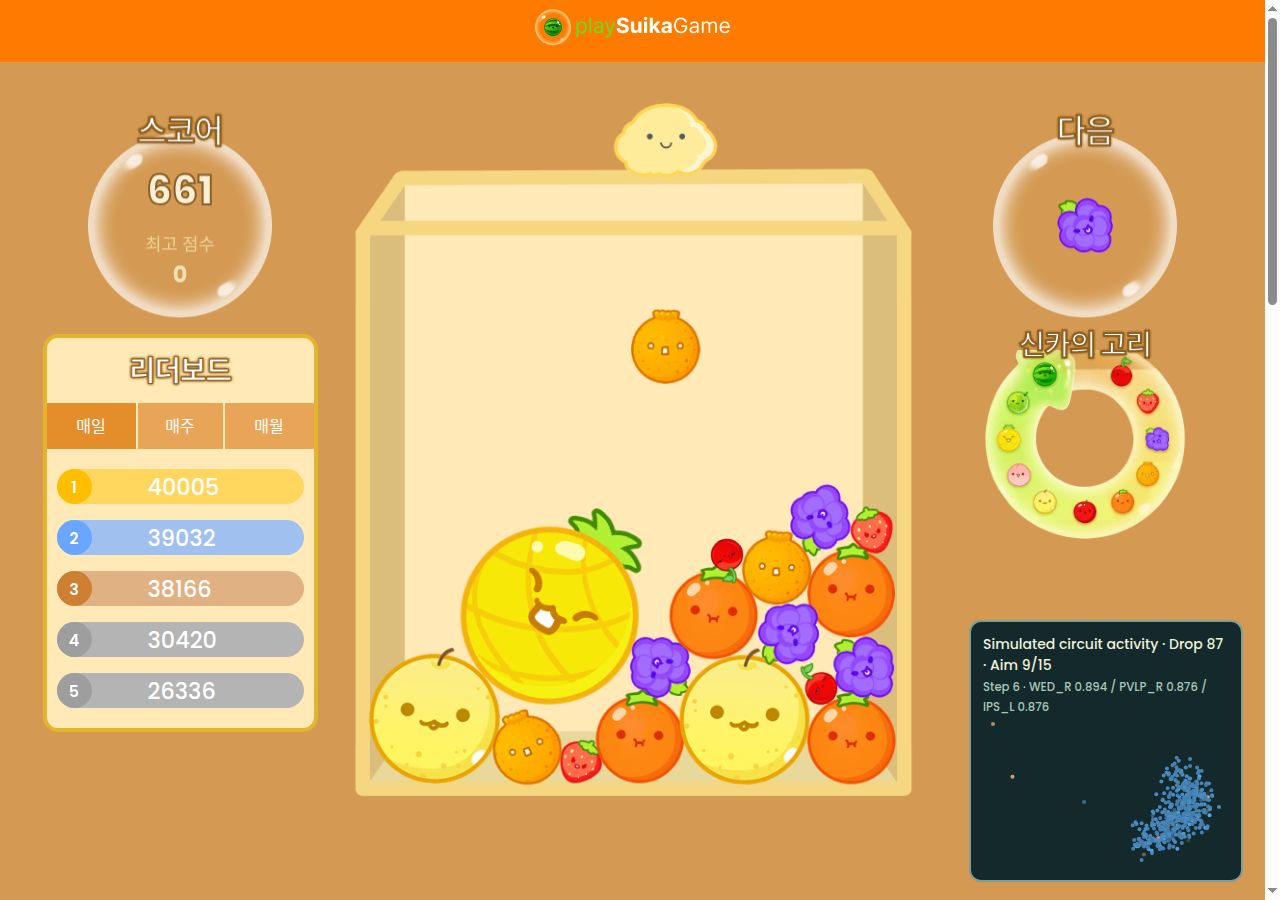 playSuikaGame
스코어
661
최고 점수
0
다음
리더보드
매일 매주 매월
1 40005
2 39032
3 38166
4 30420
5 26336
신카의 고리
Simulated circuit activity · Drop 87
· Aim 9/15
Step 6 · WED_R 0.894 / PVLP_R 0.876 /
IPS_L 0.876